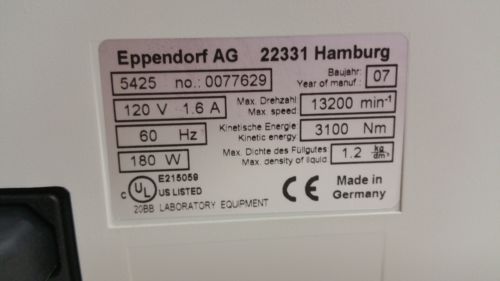 Eppendorf AG 22331 Hamburg
5425 no.: 0077629
Baujahr: 07
Year of manuf.:
120 V 1.6 A
Max. Drehzahl: 13200 min-1
Max. speed:
60 Hz
Kinetische Energie: 3100 Nm
Kinetic energy
180 W
Max. Dichte des Füllgutes 1.2 kg/dm³
Max. density of liquid:
C UL US LISTED
E215059
20BB LABORATORY EQUIPMENT
CE
Made in
Germany